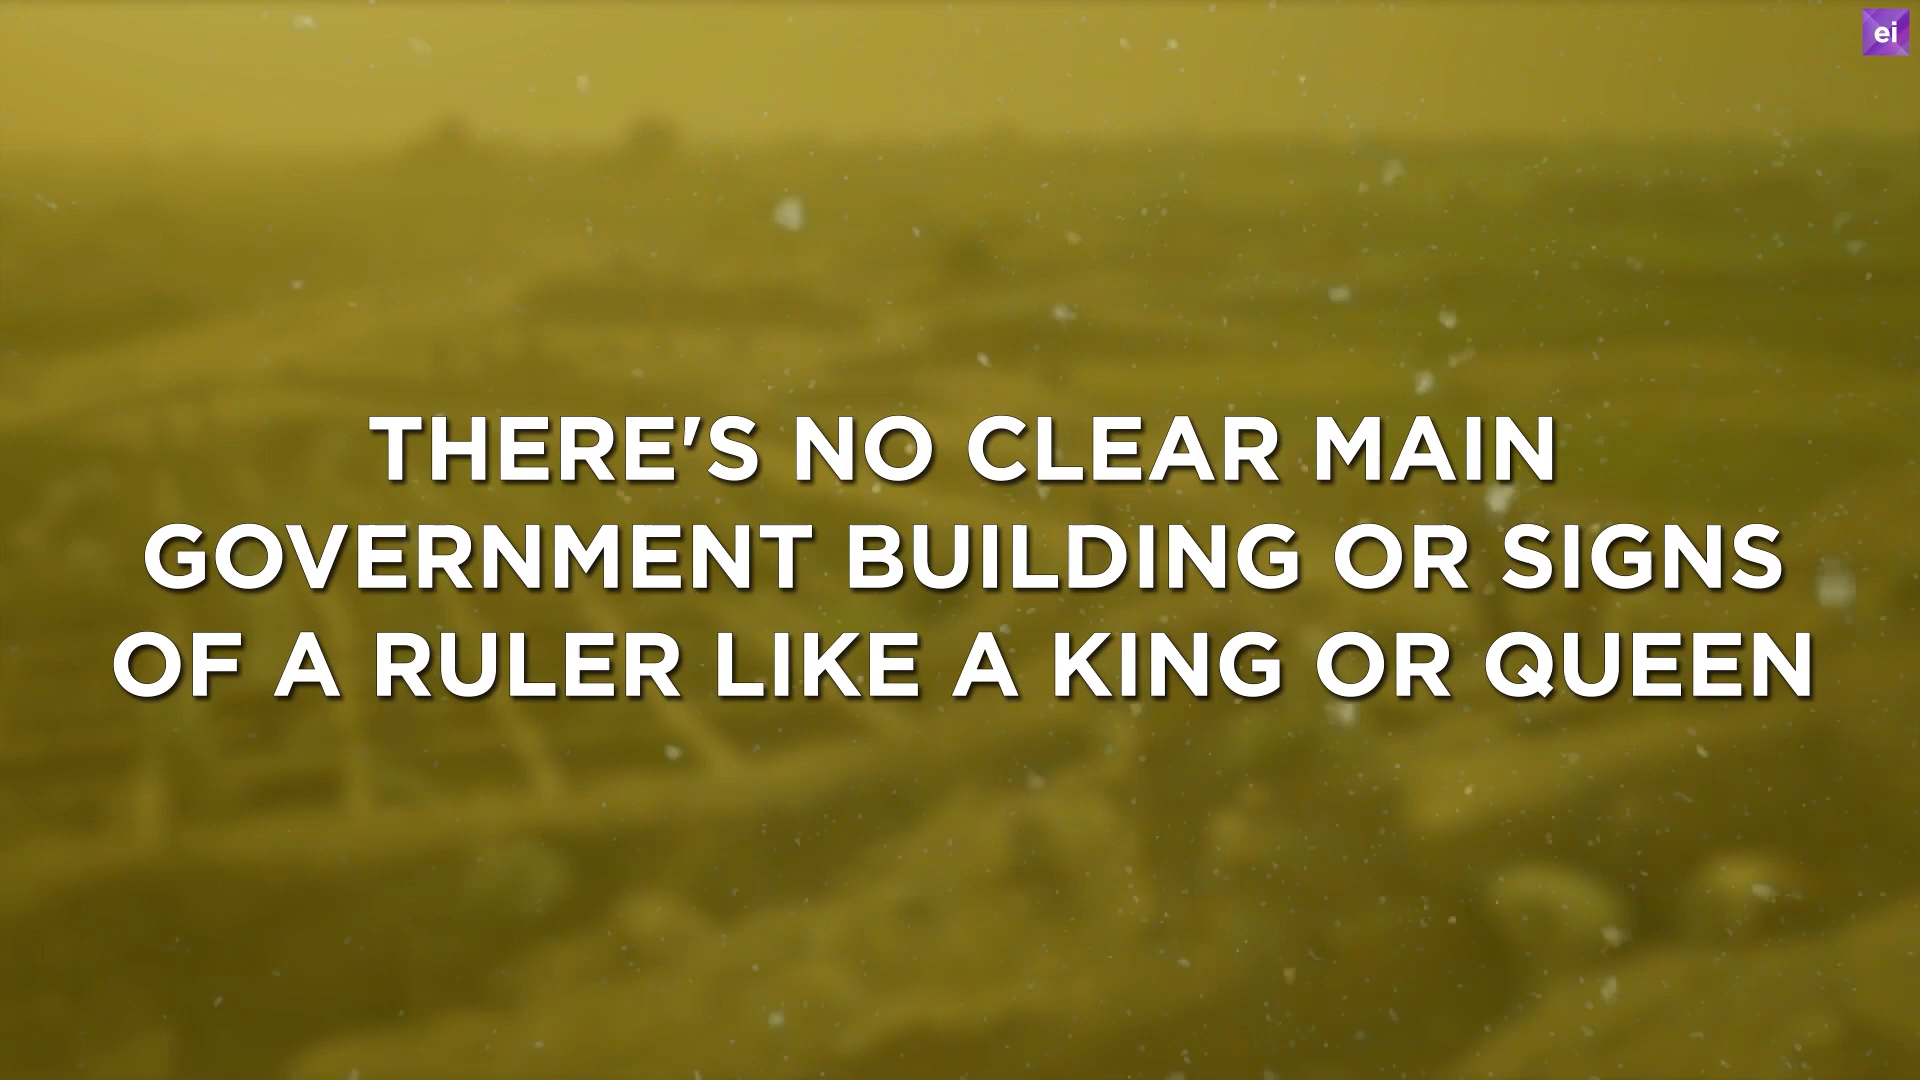 ei
THERE'S NO CLEAR MAIN
GOVERNMENT BUILDING OR SIGNS
OF A RULER LIKE A KING OR QUEEN